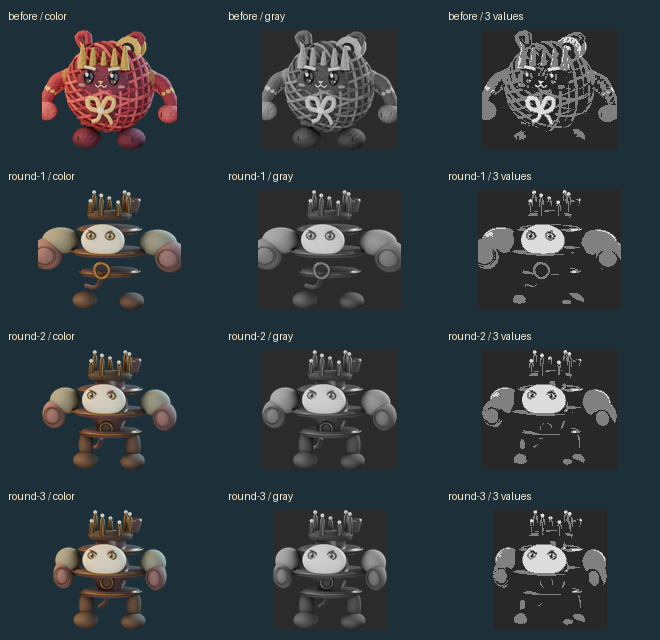 before / color
before / gray
before / 3 values
round-1 / color
round-1 / gray
round-1 / 3 values
round-2 / color
round-2 / gray
round-2 / 3 values
round-3 / color
round-3 / gray
round-3 / 3 values